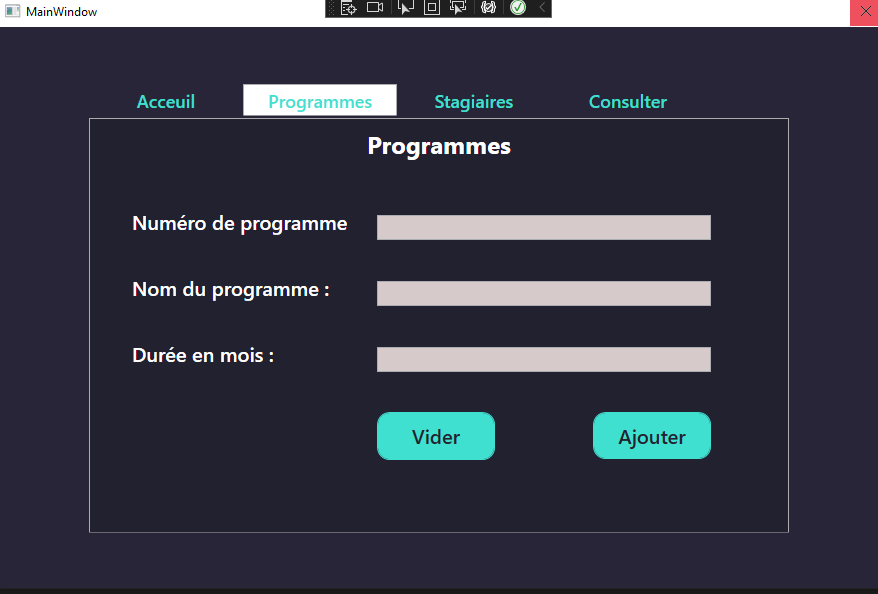 MainWindow
Acceuil Programmes Stagiaires Consulter
Programmes
Numéro de programme
Nom du programme :
Durée en mois :
Vider Ajouter